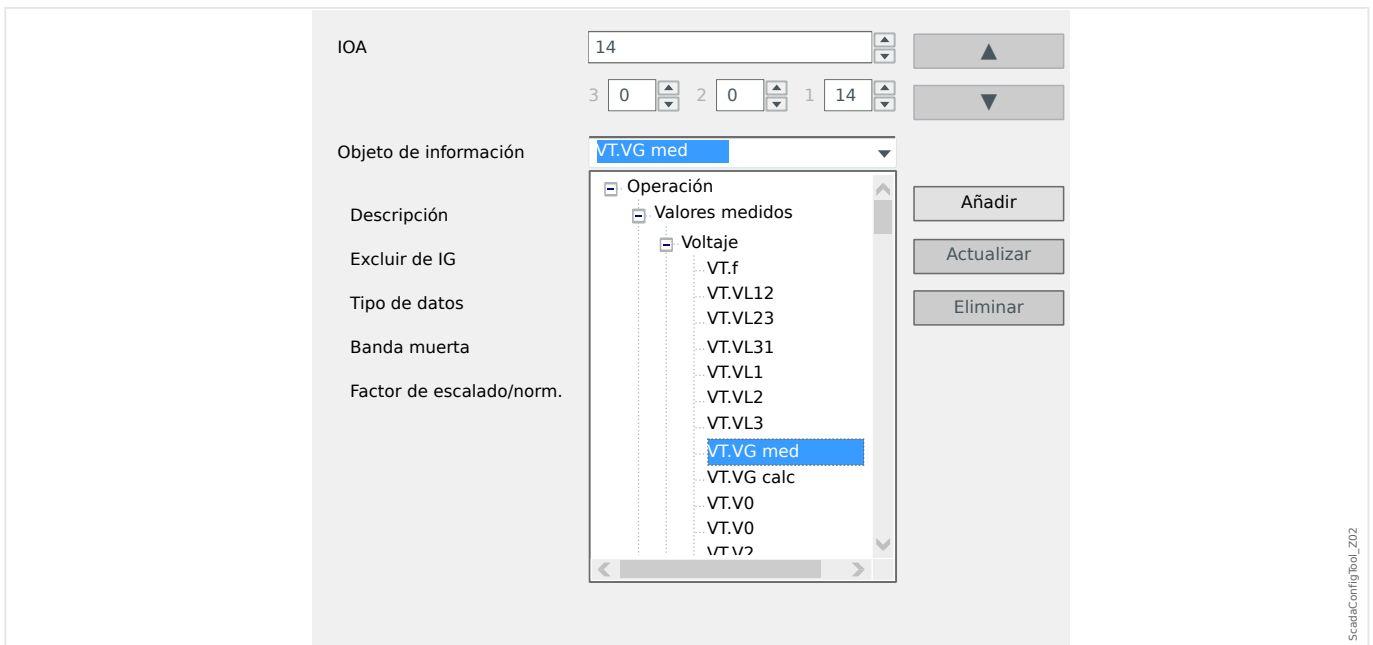 IOA
14
3 0 2 0 1 14
Objeto de información
VT.VG med
Operación
Valores medidos
Voltaje
VT.f
VT.VL12
VT.VL23
VT.VL31
VT.VL1
VT.VL2
VT.VL3
VT.VG med
VT.VG calc
VT.V0
VT.V0
VT.V2
Descripción
Excluir de IG
Tipo de datos
Banda muerta
Factor de escalado/norm.
Añadir
Actualizar
Eliminar
ScadaConfigTool_Z02